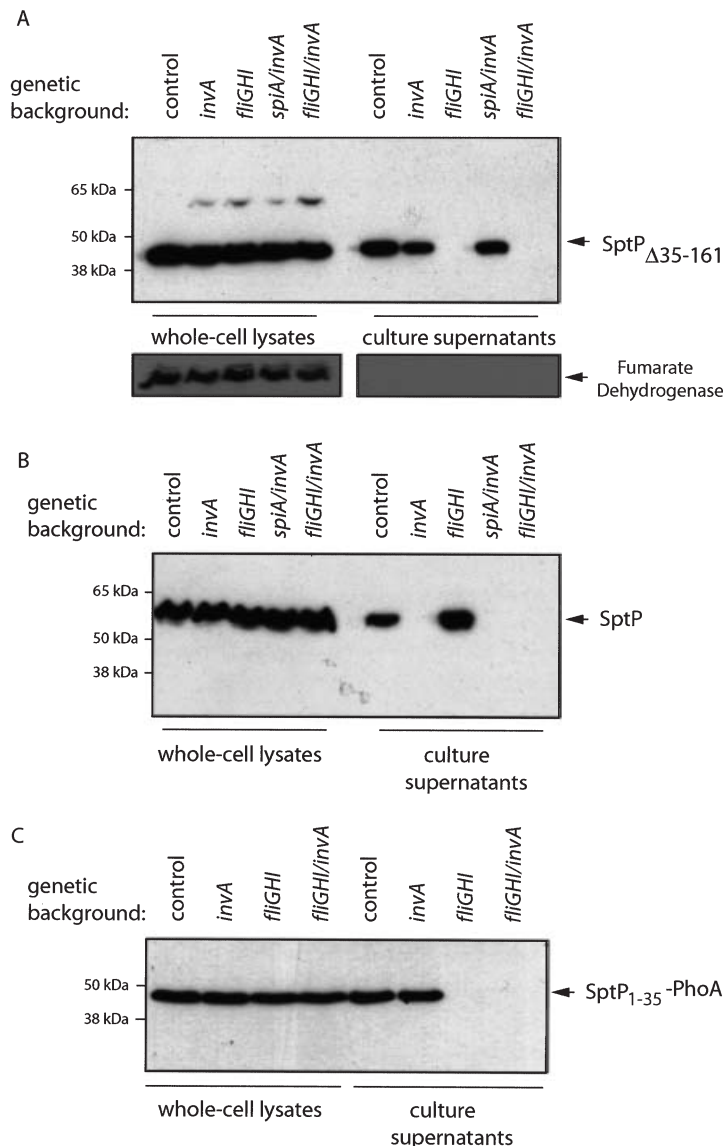 A
genetic background:
control invA fliGHI spiA/invA fliGHI/invA control invA fliGHI spiA/invA fliGHI/invA
65 kDa
50 kDa
38 kDa
SptPΔ35-161
whole-cell lysates culture supernatants
Fumarate
Dehydrogenase
B
genetic background:
control invA fliGHI spiA/invA fliGHI/invA control invA fliGHI spiA/invA fliGHI/invA
65 kDa
50 kDa
38 kDa
SptP
whole-cell lysates culture
supernatants
C
genetic background:
control invA fliGHI fliGHI/invA control invA fliGHI fliGHI/invA
50 kDa
38 kDa
SptP1-35-PhoA
whole-cell lysates culture
supernatants